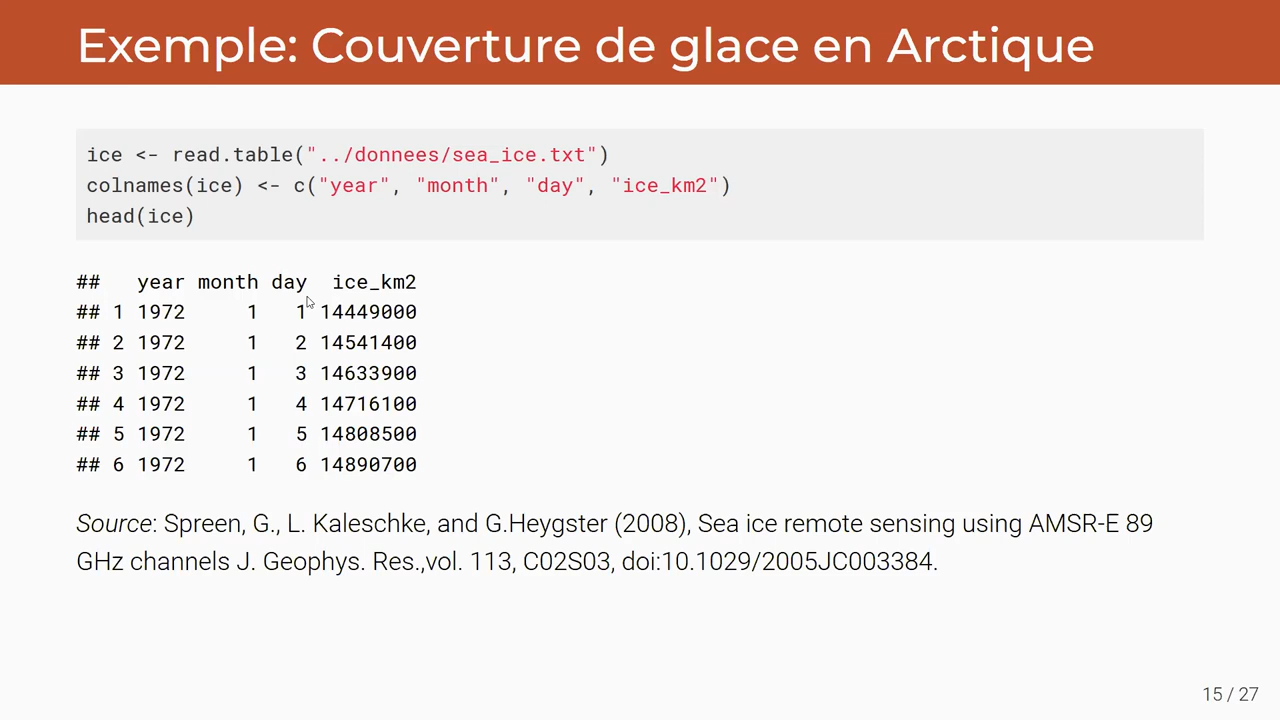 Exemple: Couverture de glace en Arctique
ice <- read.table("../donnees/sea_ice.txt")
colnames(ice) <- c("year", "month", "day", "ice_km2")
head(ice)
##   year month day  ice_km2
## 1 1972     1   1 14449000
## 2 1972     1   2 14541400
## 3 1972     1   3 14633900
## 4 1972     1   4 14716100
## 5 1972     1   5 14808500
## 6 1972     1   6 14890700
Source: Spreen, G., L. Kaleschke, and G.Heygster (2008), Sea ice remote sensing using AMSR-E 89
GHz channels J. Geophys. Res.,vol. 113, C02S03, doi:10.1029/2005JC003384.
15 / 27